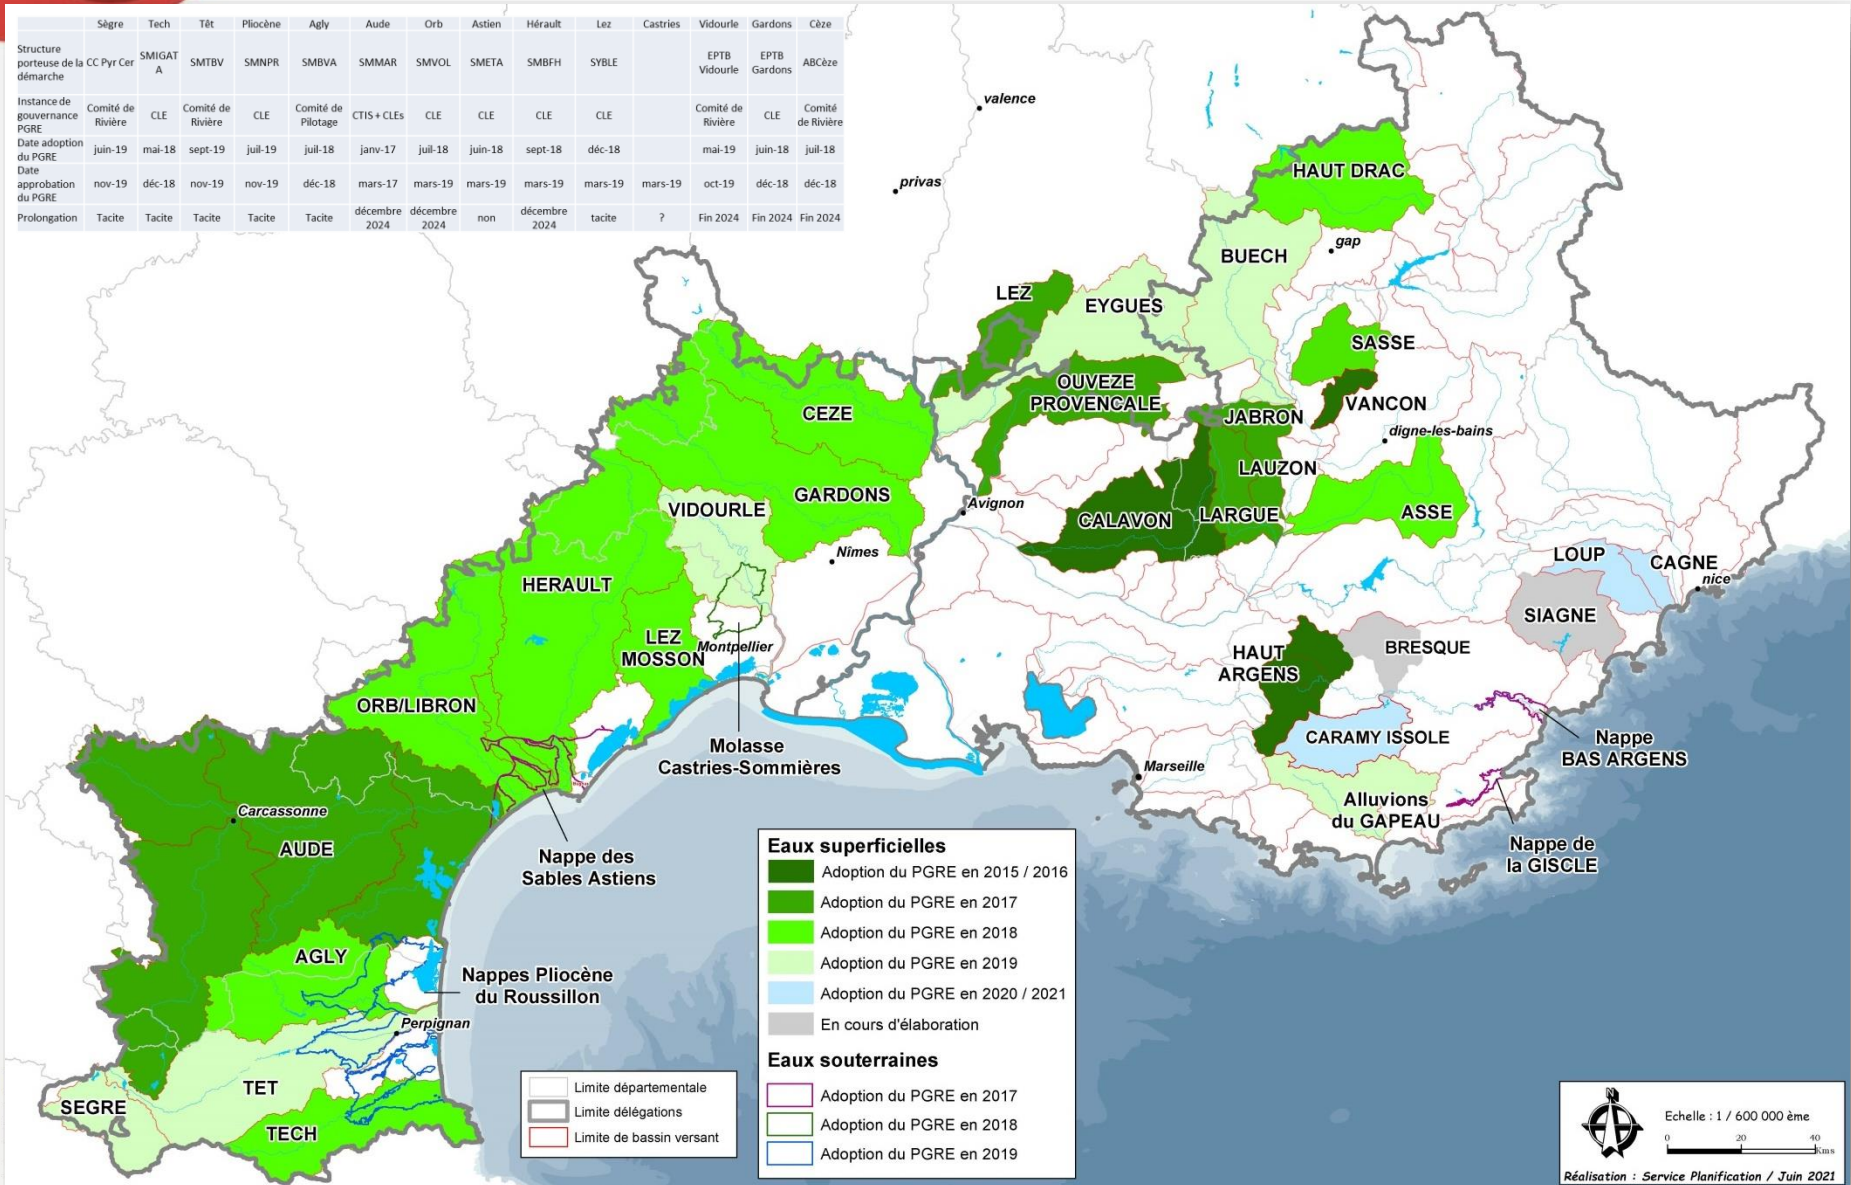 Sègre Tech Têt Pliocène Agly Aude Orb Astien Hérault Lez Castries Vidourle Gardons Cèze
Structure
porteuse de la
démarche
CC Pyr Cer SMIGAT
A
SMTBV SMNPR SMBVA SMMAR SMVOL SMETA SMBFH SYBLE EPTB
Vidourle
EPTB
Gardons
ABCèze
Instance de
gouvernance
PGRE
Comité de
Rivière
CLE
Comité de
Rivière
CLE
Comité de
Pilotage
CTIS + CLEs CLE CLE CLE CLE
Comité de
Rivière
CLE
Comité
de Rivière
Date adoption
du PGRE
juin-19 mai-18 sept-19 juil-19 juil-18 janv-17 juil-18 juin-18 sept-18 déc-18 mai-19 juin-18 juil-18
Date
approbation
du PGRE
nov-19 déc-18 nov-19 nov-19 déc-18 mars-17 mars-19 mars-19 mars-19 mars-19 mars-19 oct-19 déc-18 déc-18
Prolongation Tacite Tacite Tacite Tacite Tacite
décembre
2024
décembre
2024
non
décembre
2024
tacite ? Fin 2024 Fin 2024 Fin 2024
valence
privas
HAUT DRAC
gap
BUECH
LEZ
EYGUES
SASSE
OUVEZE
PROVENCALE
VANCON
JABRON
digne-les-bains
CEZE
LAUZON
GARDONS
VIDOURLE
Avignon
CALAVON
LARGUE
ASSE
Nîmes
LOUP
CAGNE
nice
HERAULT
SIAGNE
LEZ
MOSSON
Montpellier
HAUT
ARGENS
BRESQUE
ORB/LIBRON
CARAMY ISSOLE
Molasse
Castries-Sommières
Nappe
BAS ARGENS
Marseille
Alluvions
du GAPEAU
Nappe de
la GISCLE
Carcassonne
AUDE
Nappe des
Sables Astiens
AGLY
Nappes Pliocène
du Roussillon
Perpignan
TET
SEGRE
TECH
Limite départementale
Limite délégations
Limite de bassin versant
Eaux superficielles
Adoption du PGRE en 2015 / 2016
Adoption du PGRE en 2017
Adoption du PGRE en 2018
Adoption du PGRE en 2019
Adoption du PGRE en 2020 / 2021
En cours d'élaboration
Eaux souterraines
Adoption du PGRE en 2017
Adoption du PGRE en 2018
Adoption du PGRE en 2019
N
Echelle : 1 / 600 000 ème
0 20 40
Kms
Réalisation : Service Planification / Juin 2021